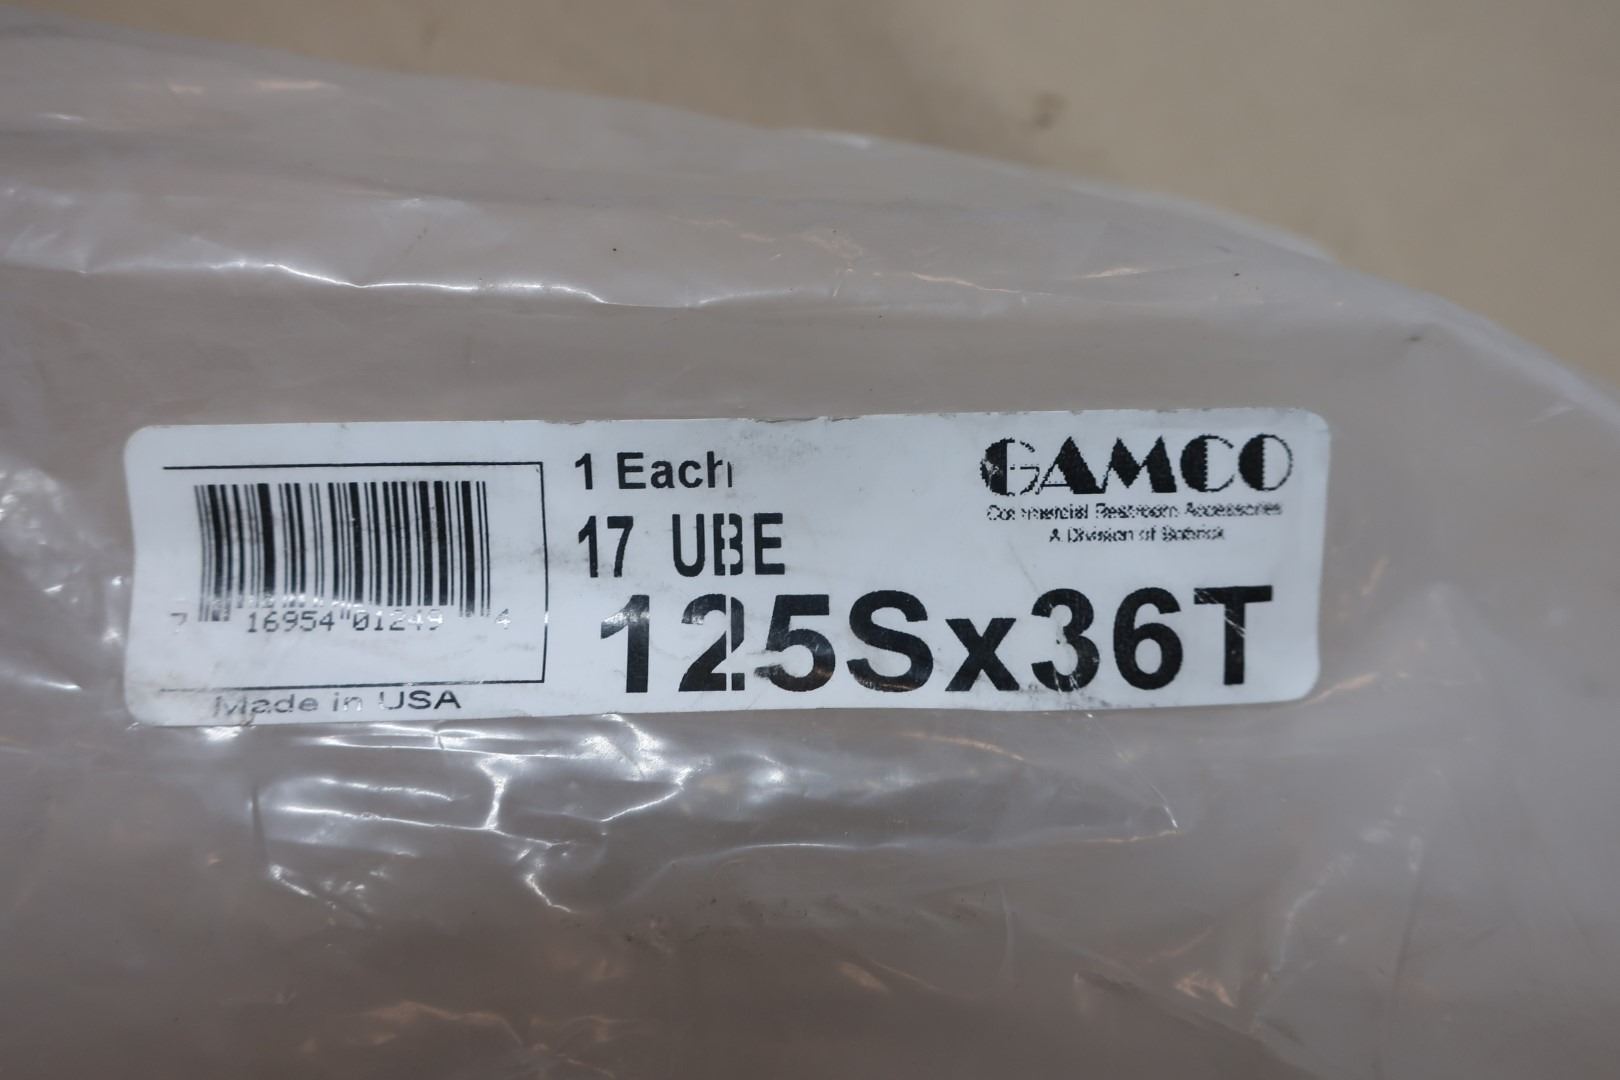 1 Each
17 UBE
125Sx36T
GAMCO
Commercial Restroom Accessories
A Division of Bobrick
7 16954 01249 4
Made in USA